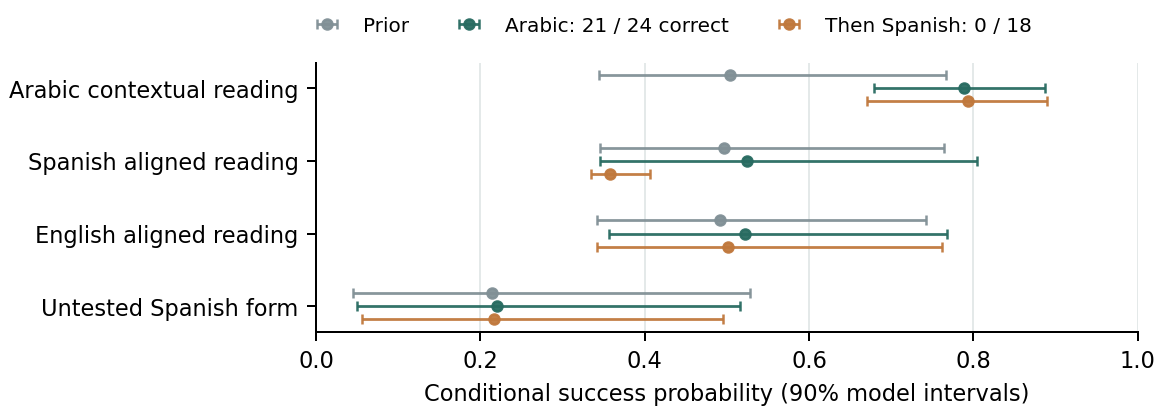 Prior Arabic: 21 / 24 correct Then Spanish: 0 / 18
Arabic contextual reading
Spanish aligned reading
English aligned reading
Untested Spanish form
0.0 0.2 0.4 0.6 0.8 1.0
Conditional success probability (90% model intervals)